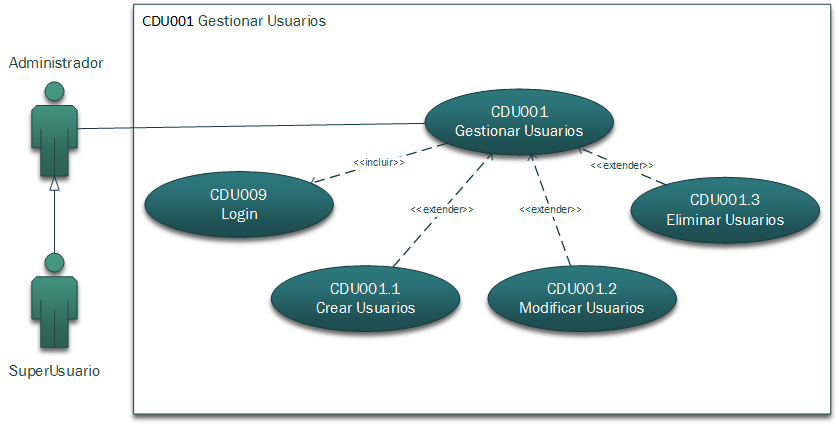 CDU001 Gestionar Usuarios
Administrador
CDU001
Gestionar Usuarios
<<incluir>>
<<extender>>
CDU009
Login
CDU001.3
Eliminar Usuarios
<<extender>>
<<extender>>
CDU001.1
Crear Usuarios
CDU001.2
Modificar Usuarios
SuperUsuario